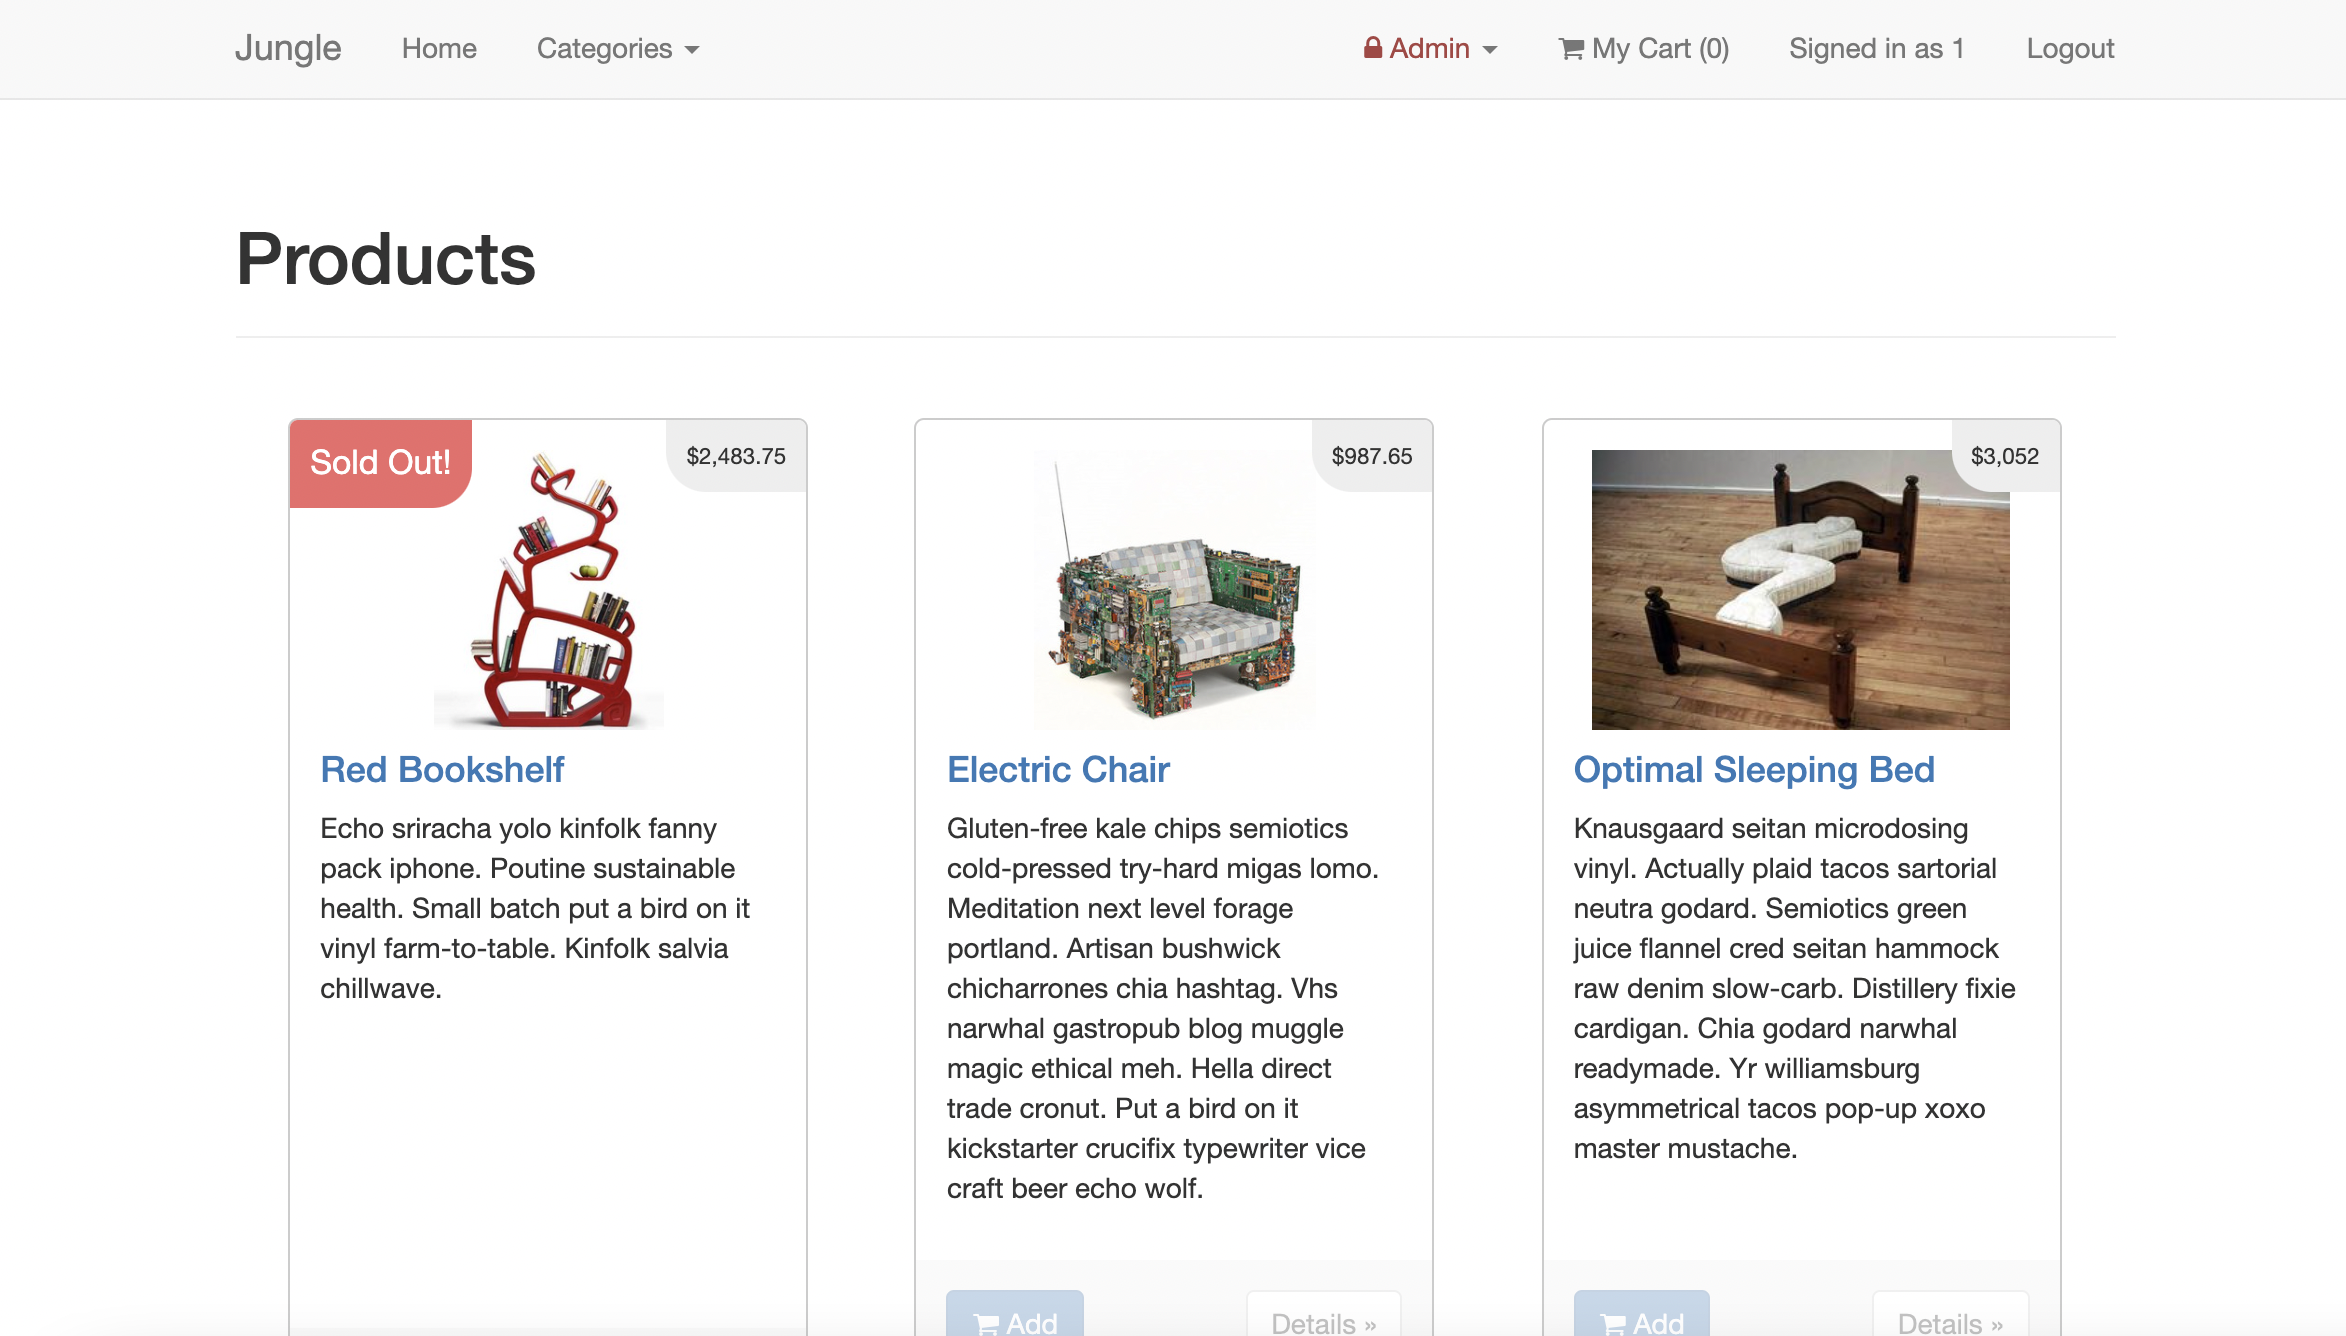 Jungle Home Categories Admin My Cart (0) Signed in as 1 Logout
Products
Sold Out!
$2,483.75
Red Bookshelf
Echo sriracha yolo kinfolk fanny
pack iphone. Poutine sustainable
health. Small batch put a bird on it
vinyl farm-to-table. Kinfolk salvia
chillwave.
$987.65
Electric Chair
Gluten-free kale chips semiotics
cold-pressed try-hard migas lomo.
Meditation next level forage
portland. Artisan bushwick
chicharrones chia hashtag. Vhs
narwhal gastropub blog muggle
magic ethical meh. Hella direct
trade cronut. Put a bird on it
kickstarter crucifix typewriter vice
craft beer echo wolf.
Add Details »
$3,052
Optimal Sleeping Bed
Knausgaard seitan microdosing
vinyl. Actually plaid tacos sartorial
neutra godard. Semiotics green
juice flannel cred seitan hammock
raw denim slow-carb. Distillery fixie
cardigan. Chia godard narwhal
readymade. Yr williamsburg
asymmetrical tacos pop-up xoxo
master mustache.
Add Details »